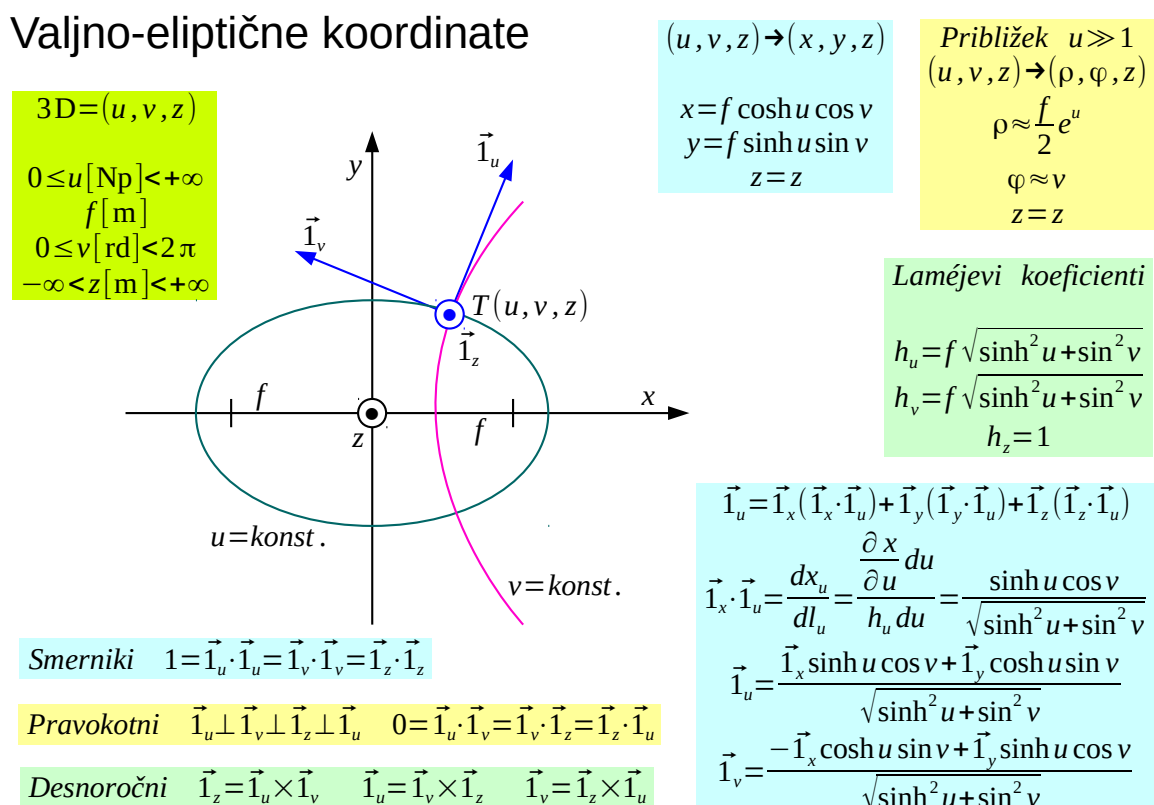 Valjno-eliptične koordinate
3D=(u,v,z)
0≤u[Np]<+∞
f[m]
0≤v[rd]<2π
−∞<z[m]<+∞
(u,v,z)→(x,y,z)
x=f cosh u cos v
y=f sinh u sin v
z=z
Približek u≫1
(u,v,z)→(ρ,φ,z)
ρ≈f/2 e^u
φ≈v
z=z
y
1⃗_u
1⃗_v
T(u,v,z)
1⃗_z
f
x
z
f
u=konst.
v=konst.
Laméjevi koeficienti
h_u=f√(sinh²u+sin²v)
h_v=f√(sinh²u+sin²v)
h_z=1
1⃗_u=1⃗_x(1⃗_x·1⃗_u)+1⃗_y(1⃗_y·1⃗_u)+1⃗_z(1⃗_z·1⃗_u)
1⃗_x·1⃗_u=dx_u/dl_u=(∂x/∂u du)/(h_u du)=sinh u cos v/√(sinh²u+sin²v)
1⃗_u=(1⃗_x sinh u cos v+1⃗_y cosh u sin v)/√(sinh²u+sin²v)
1⃗_v=(−1⃗_x cosh u sin v+1⃗_y sinh u cos v)/√(sinh²u+sin²v)
Smerniki 1=1⃗_u·1⃗_u=1⃗_v·1⃗_v=1⃗_z·1⃗_z
Pravokotni 1⃗_u⊥1⃗_v⊥1⃗_z⊥1⃗_u 0=1⃗_u·1⃗_v=1⃗_v·1⃗_z=1⃗_z·1⃗_u
Desnoročni 1⃗_z=1⃗_u×1⃗_v 1⃗_u=1⃗_v×1⃗_z 1⃗_v=1⃗_z×1⃗_u